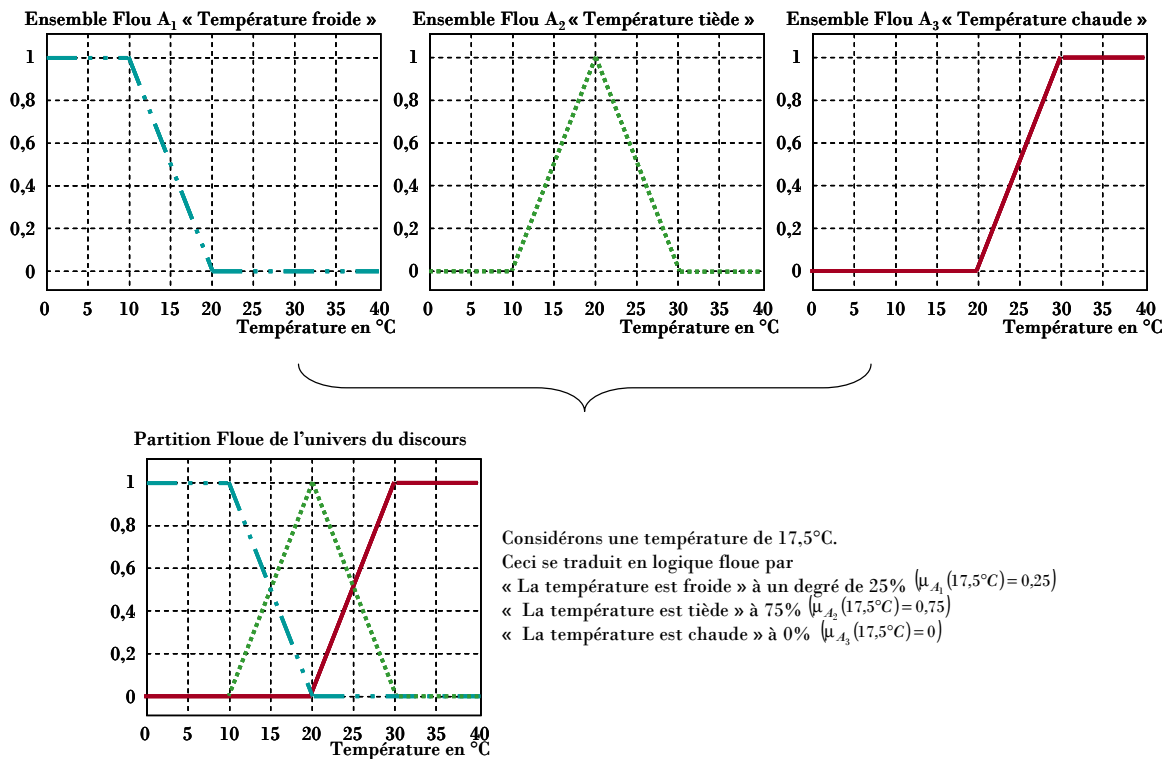 Ensemble Flou A1 « Température froide »
Ensemble Flou A2 « Température tiède »
Ensemble Flou A3 « Température chaude »
1
0,8
0,6
0,4
0,2
0
0 5 10 15 20 25 30 35 40
Température en °C
1
0,8
0,6
0,4
0,2
0
0 5 10 15 20 25 30 35 40
Température en °C
1
0,8
0,6
0,4
0,2
0
0 5 10 15 20 25 30 35 40
Température en °C
Partition Floue de l’univers du discours
1
0,8
0,6
0,4
0,2
0
0 5 10 15 20 25 30 35 40
Température en °C
Considérons une température de 17,5°C.
Ceci se traduit en logique floue par
« La température est froide » à un degré de 25% (μA1(17,5°C)=0,25)
« La température est tiède » à 75% (μA2(17,5°C)=0,75)
« La température est chaude » à 0% (μA3(17,5°C)=0)